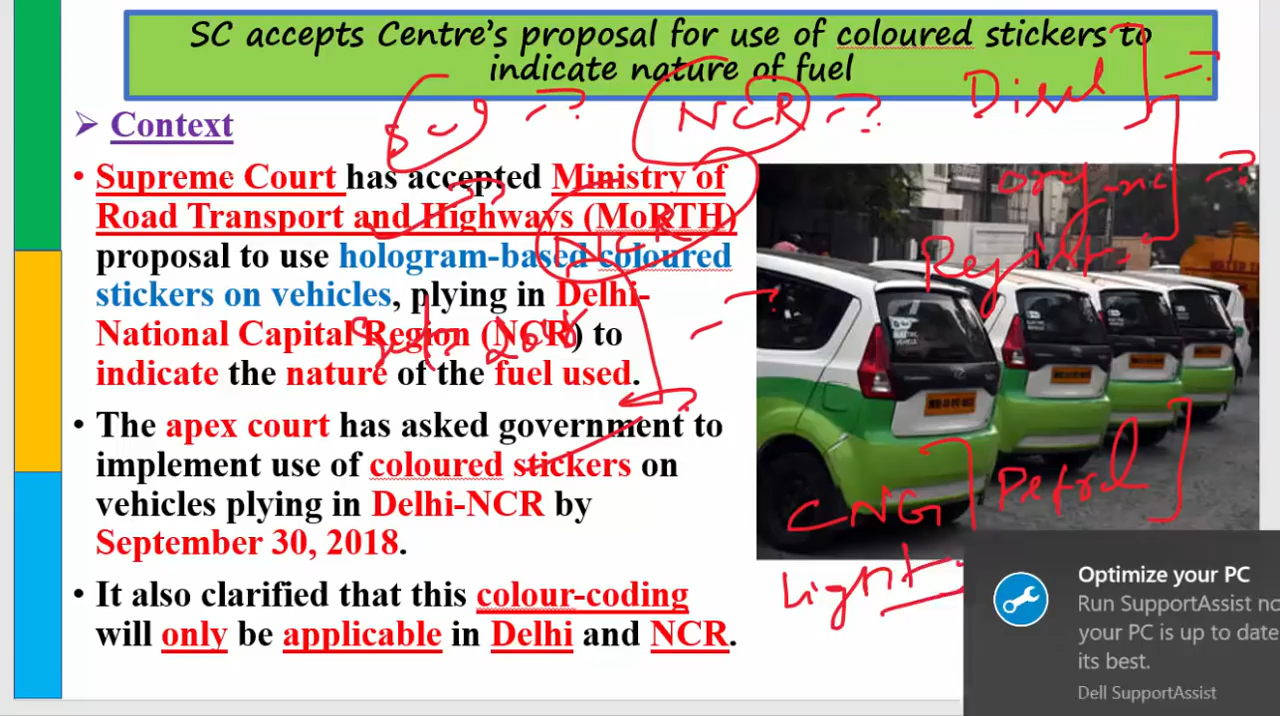 SC accepts Centre's proposal for use of coloured stickers to
indicate nature of fuel
Context
Supreme Court has accepted Ministry of
Road Transport and Highways (MoRTH)
proposal to use hologram-based coloured
stickers on vehicles, plying in Delhi-
National Capital Region (NCR) to
indicate the nature of the fuel used.
• The apex court has asked government to
implement use of coloured stickers on
vehicles plying in Delhi-NCR by
September 30, 2018.
• It also clarified that this colour-coding
will only be applicable in Delhi and NCR.
NCR - ?
Diesel ] - ?
CNG ] Petrol ]
Light
Optimize your PC
Run SupportAssist
your PC is up to date
its best.
Dell SupportAssist